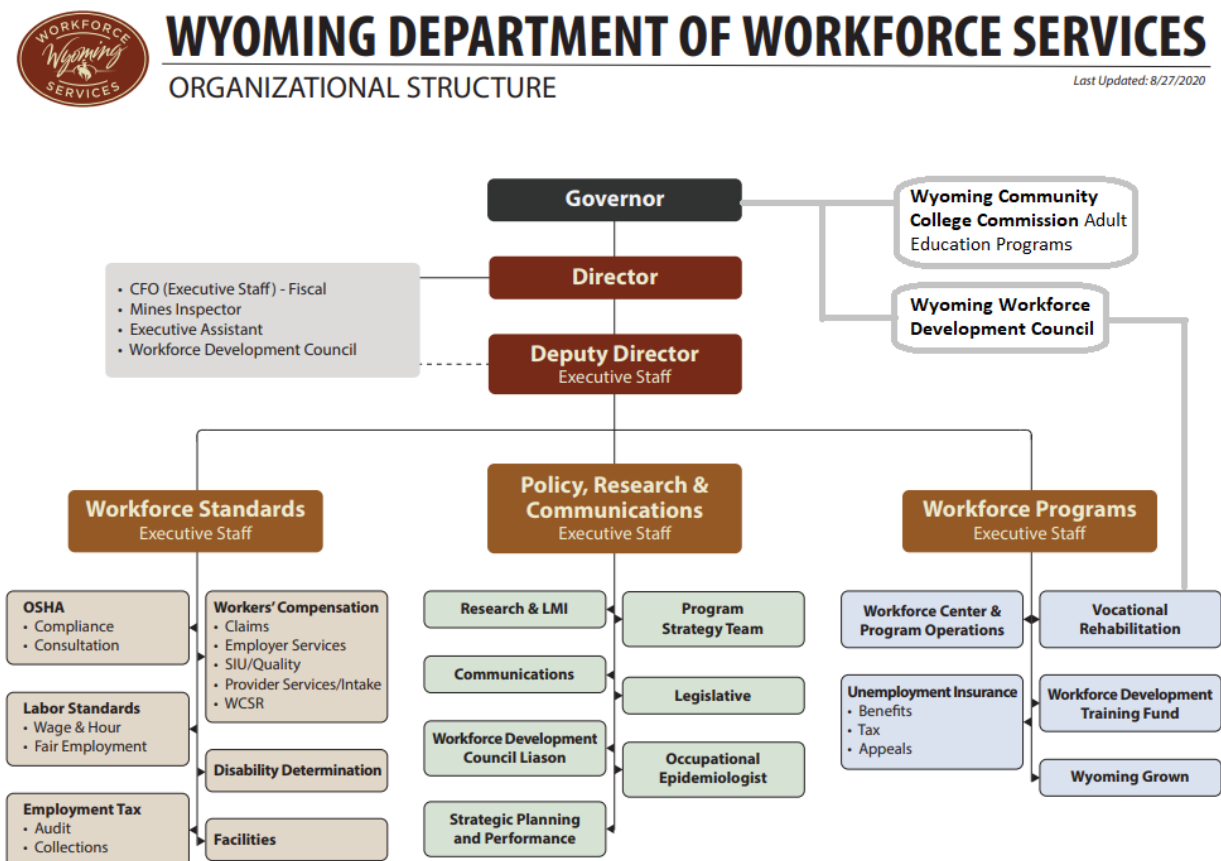 WORKFORCE
Wyoming
SERVICES
WYOMING DEPARTMENT OF WORKFORCE SERVICES
ORGANIZATIONAL STRUCTURE
Last Updated: 8/27/2020
Governor
Wyoming Community
College Commission Adult
Education Programs
Director
• CFO (Executive Staff) - Fiscal
• Mines Inspector
• Executive Assistant
• Workforce Development Council
Wyoming Workforce
Development Council
Deputy Director
Executive Staff
Workforce Standards
Executive Staff
Policy, Research &
Communications
Executive Staff
Workforce Programs
Executive Staff
OSHA
• Compliance
• Consultation
Labor Standards
• Wage & Hour
• Fair Employment
Employment Tax
• Audit
• Collections
Workers' Compensation
• Claims
• Employer Services
• SIU/Quality
• Provider Services/Intake
• WCSR
Disability Determination
Facilities
Research & LMI
Communications
Workforce Development
Council Liason
Strategic Planning
and Performance
Program
Strategy Team
Legislative
Occupational
Epidemiologist
Workforce Center &
Program Operations
Unemployment Insurance
• Benefits
• Tax
• Appeals
Vocational
Rehabilitation
Workforce Development
Training Fund
Wyoming Grown